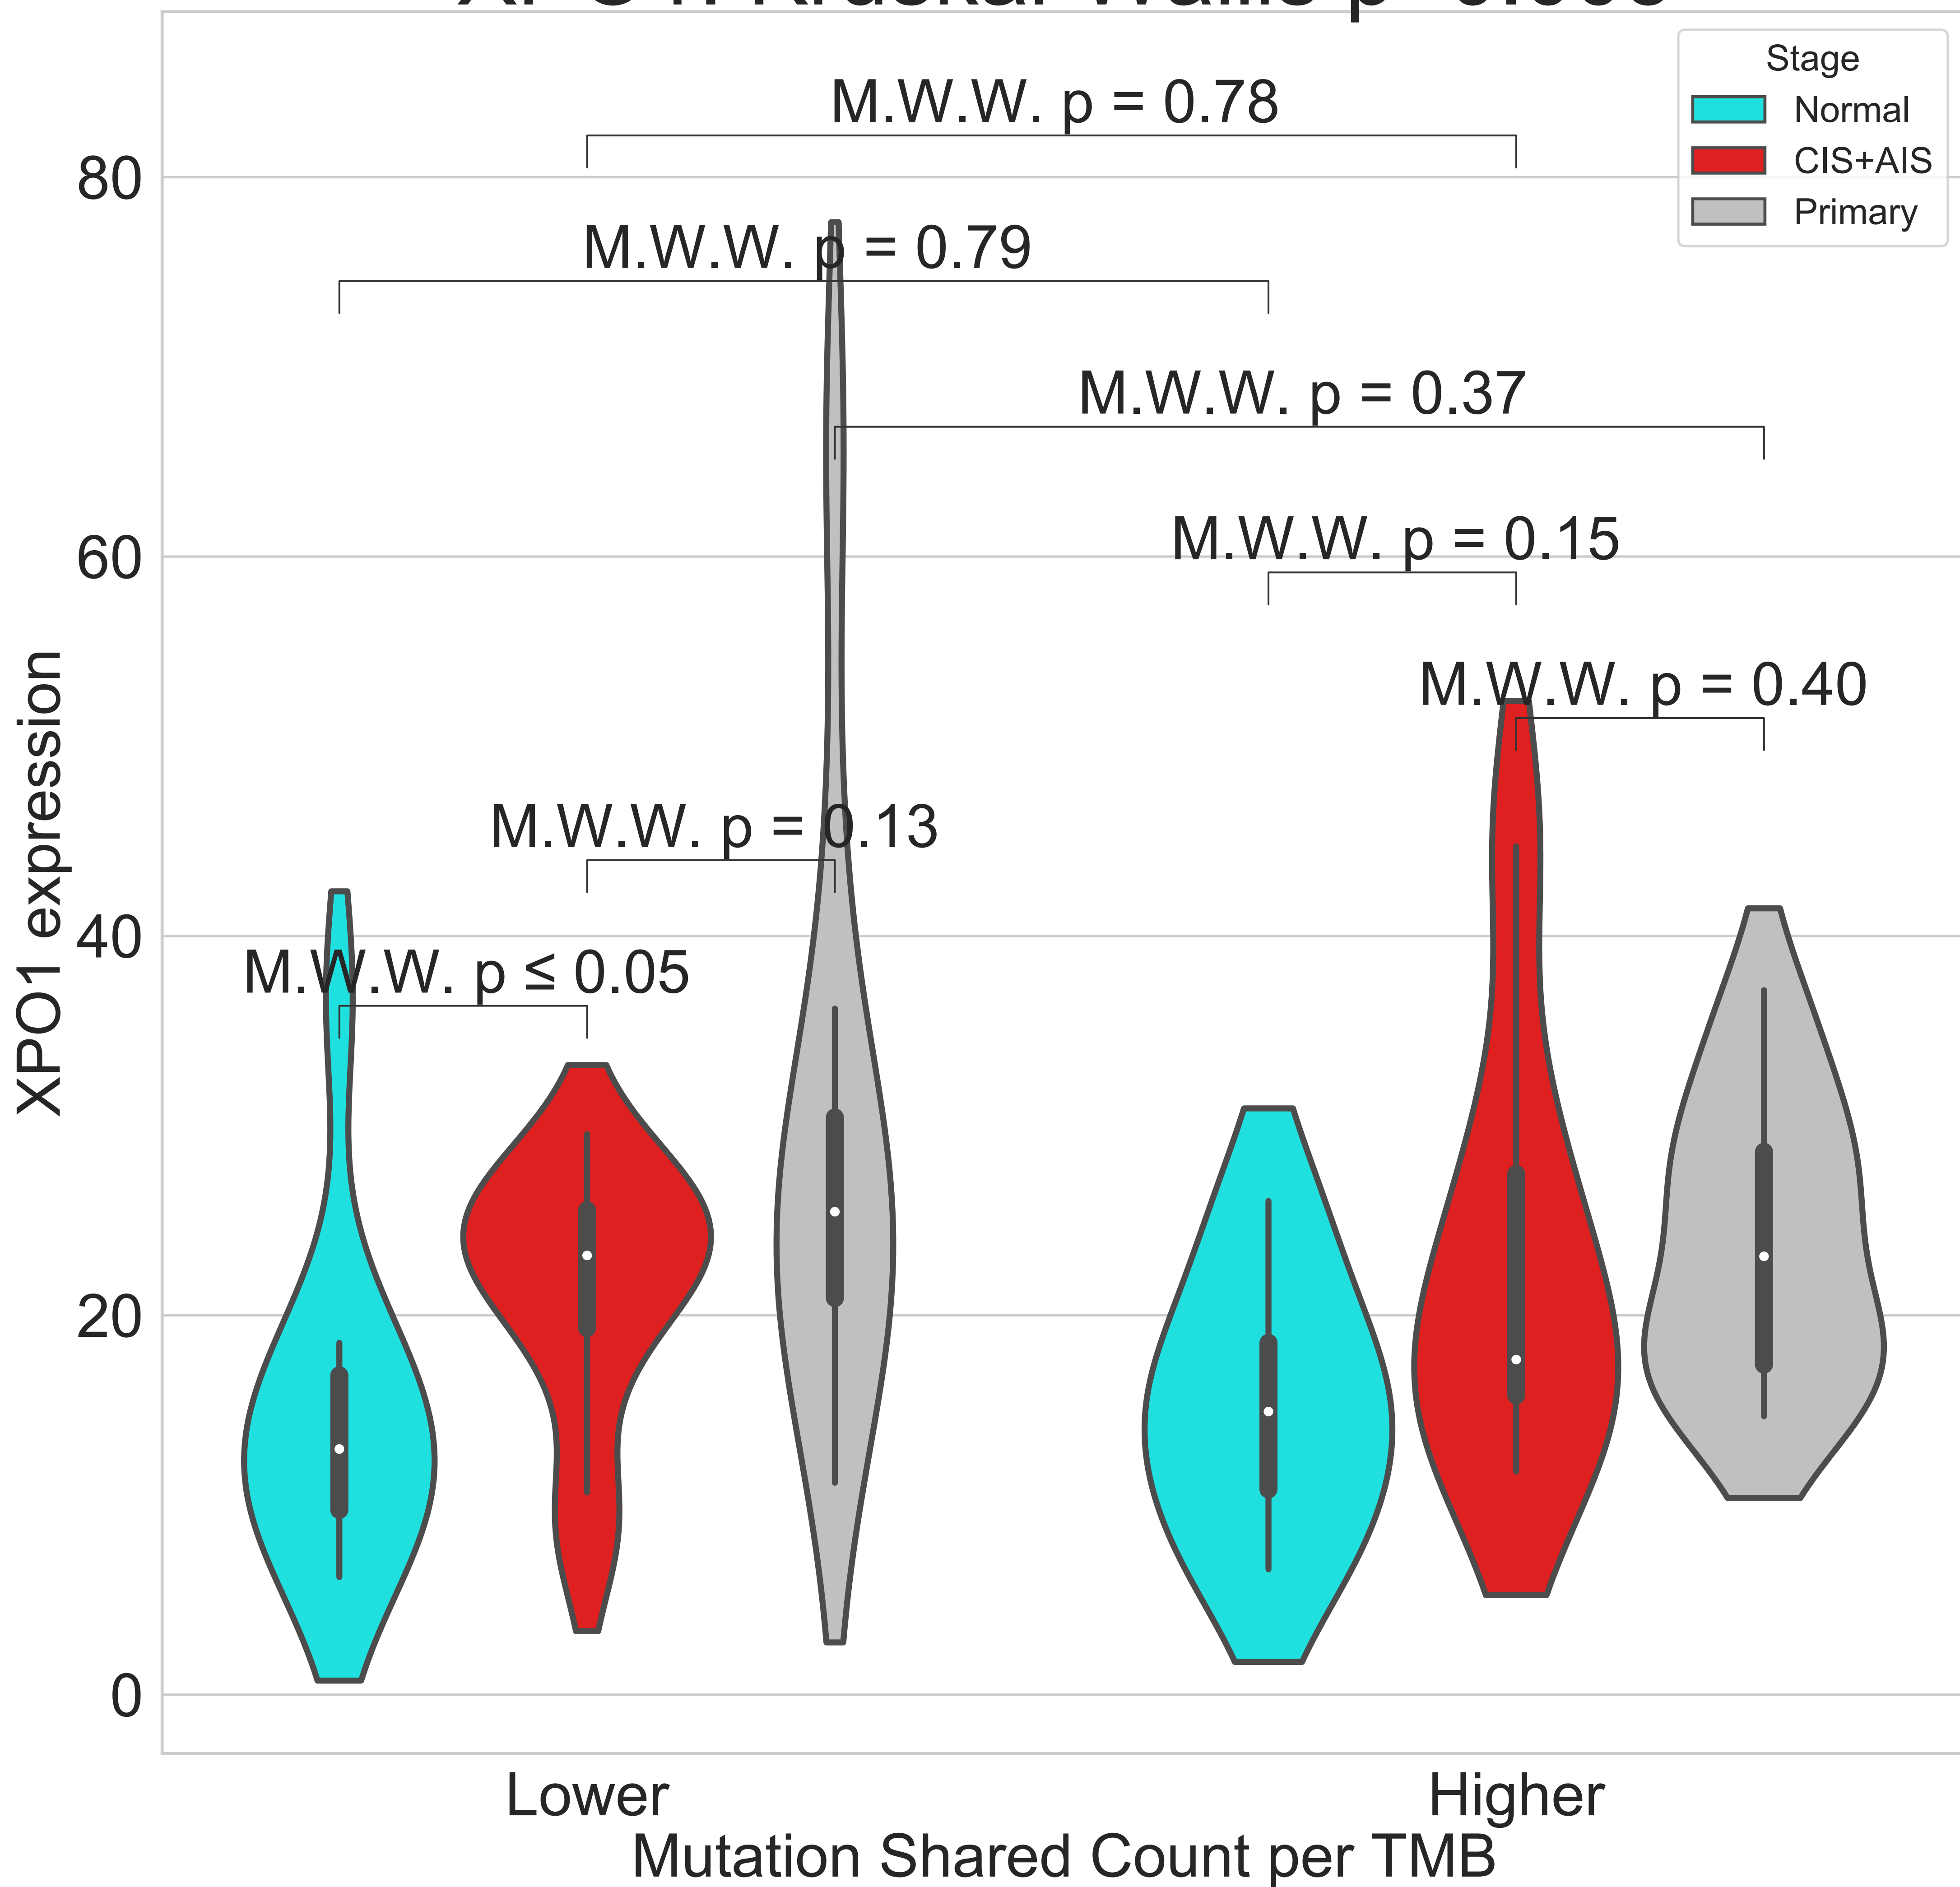 Stage
Normal
CIS+AIS
Primary
M.W.W. p = 0.78
80
M.W.W. p = 0.79
M.W.W. p = 0.37
M.W.W. p = 0.15
60
M.W.W. p = 0.40
XPO1 expression
M.W.W. p = 0.13
40
M.W.W. p ≤ 0.05
20
0
Lower
Higher
Mutation Shared Count per TMB